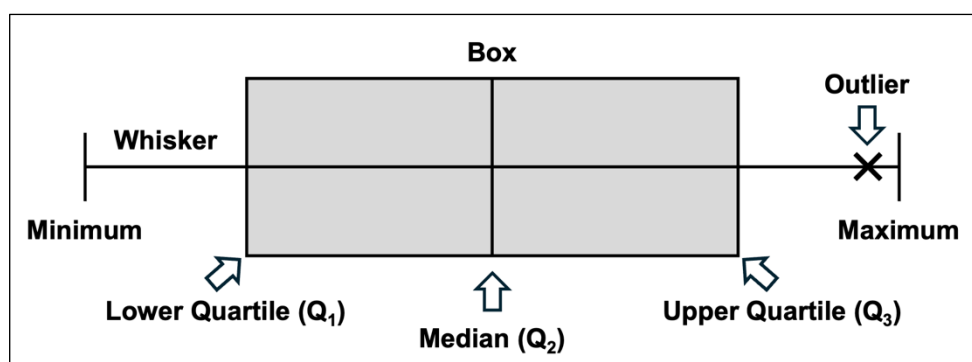 Box
Outlier
Whisker
Minimum
Maximum
Lower Quartile (Q₁)
Median (Q₂)
Upper Quartile (Q₃)